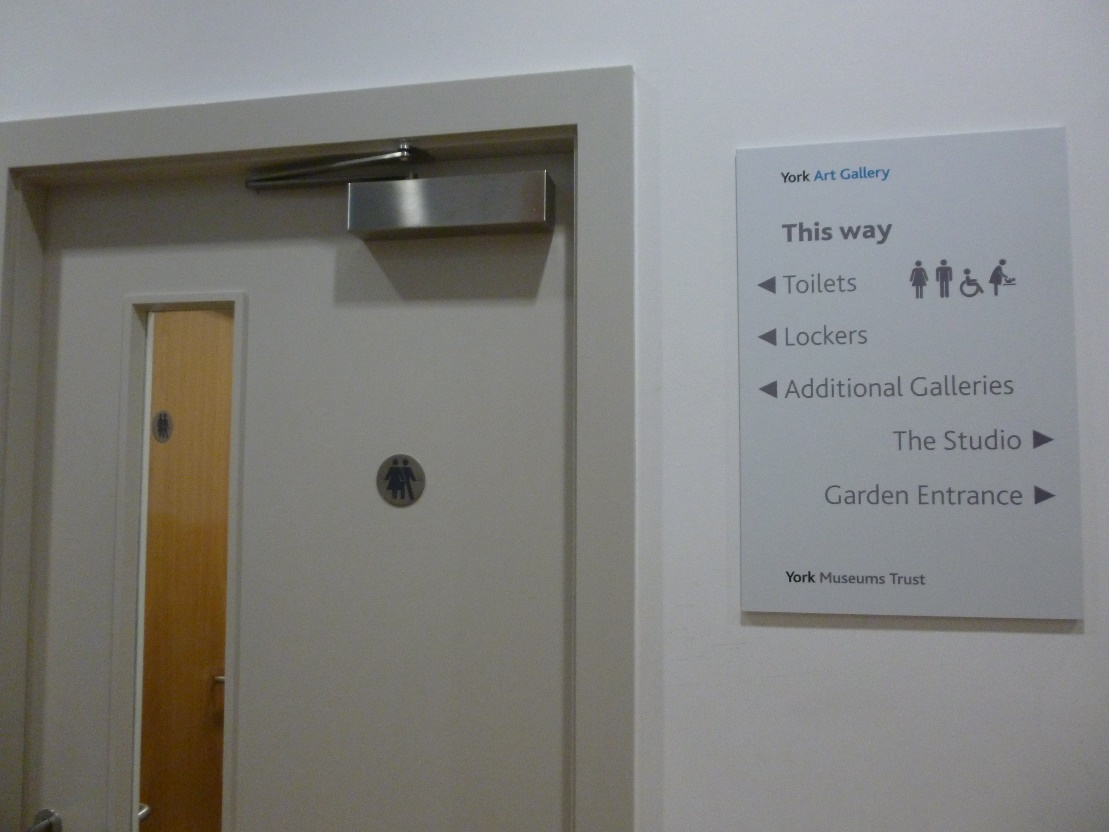 York Art Gallery
This way
Toilets
Lockers
Additional Galleries
The Studio
Garden Entrance
York Museums Trust